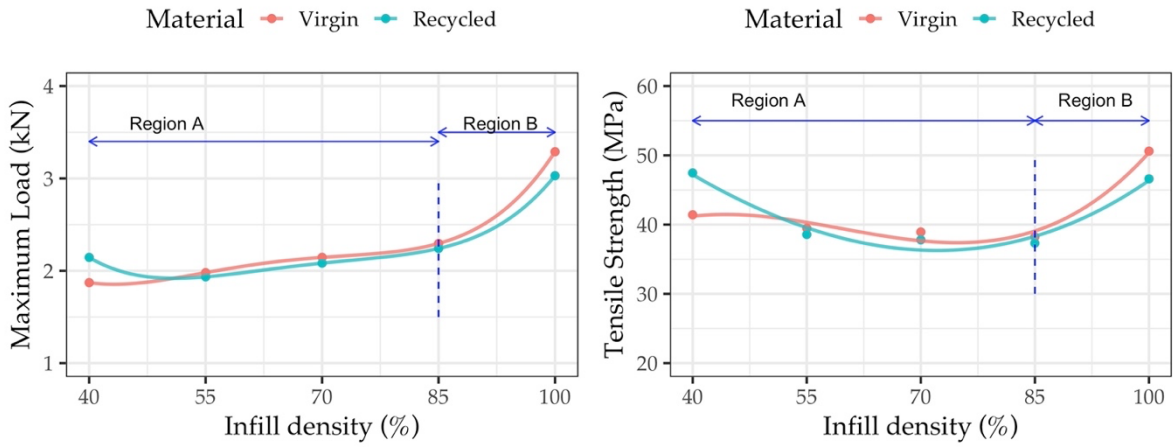 Material Virgin Recycled
Maximum Load (kN)
4
3
2
1
Region A
Region B
40 55 70 85 100
Infill density (%)
Material Virgin Recycled
Tensile Strength (MPa)
60
50
40
30
20
Region A
Region B
40 55 70 85 100
Infill density (%)